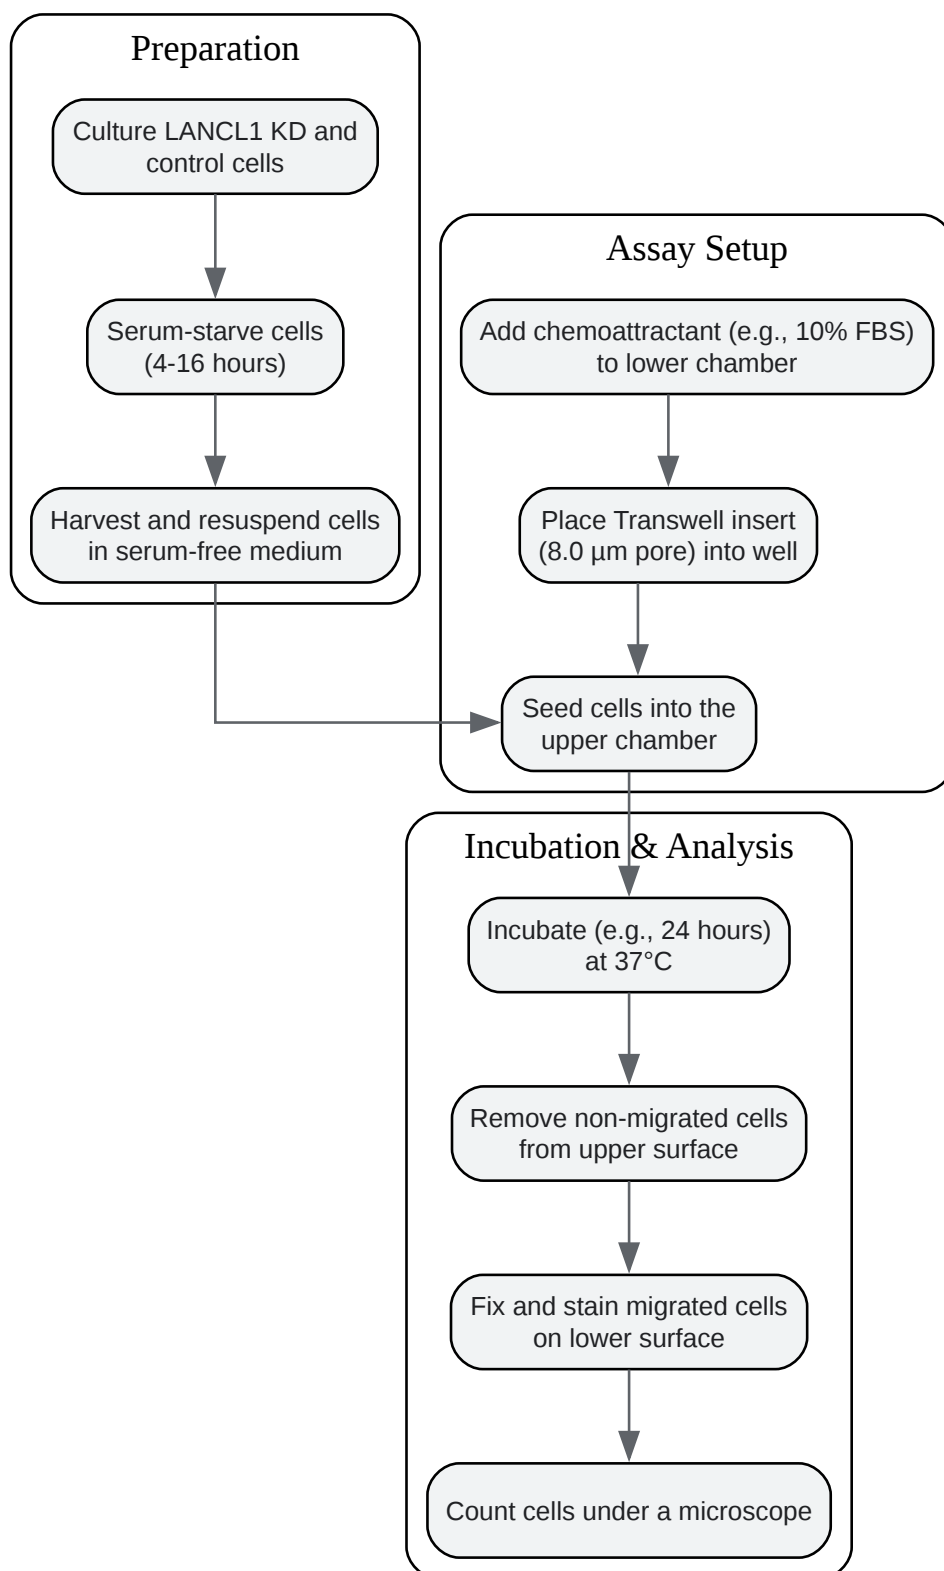 Preparation
Culture LANCL1 KD and
control cells
Serum-starve cells
(4-16 hours)
Harvest and resuspend cells
in serum-free medium
Assay Setup
Add chemoattractant (e.g., 10% FBS)
to lower chamber
Place Transwell insert
(8.0 µm pore) into well
Seed cells into the
upper chamber
Incubation & Analysis
Incubate (e.g., 24 hours)
at 37°C
Remove non-migrated cells
from upper surface
Fix and stain migrated cells
on lower surface
Count cells under a microscope